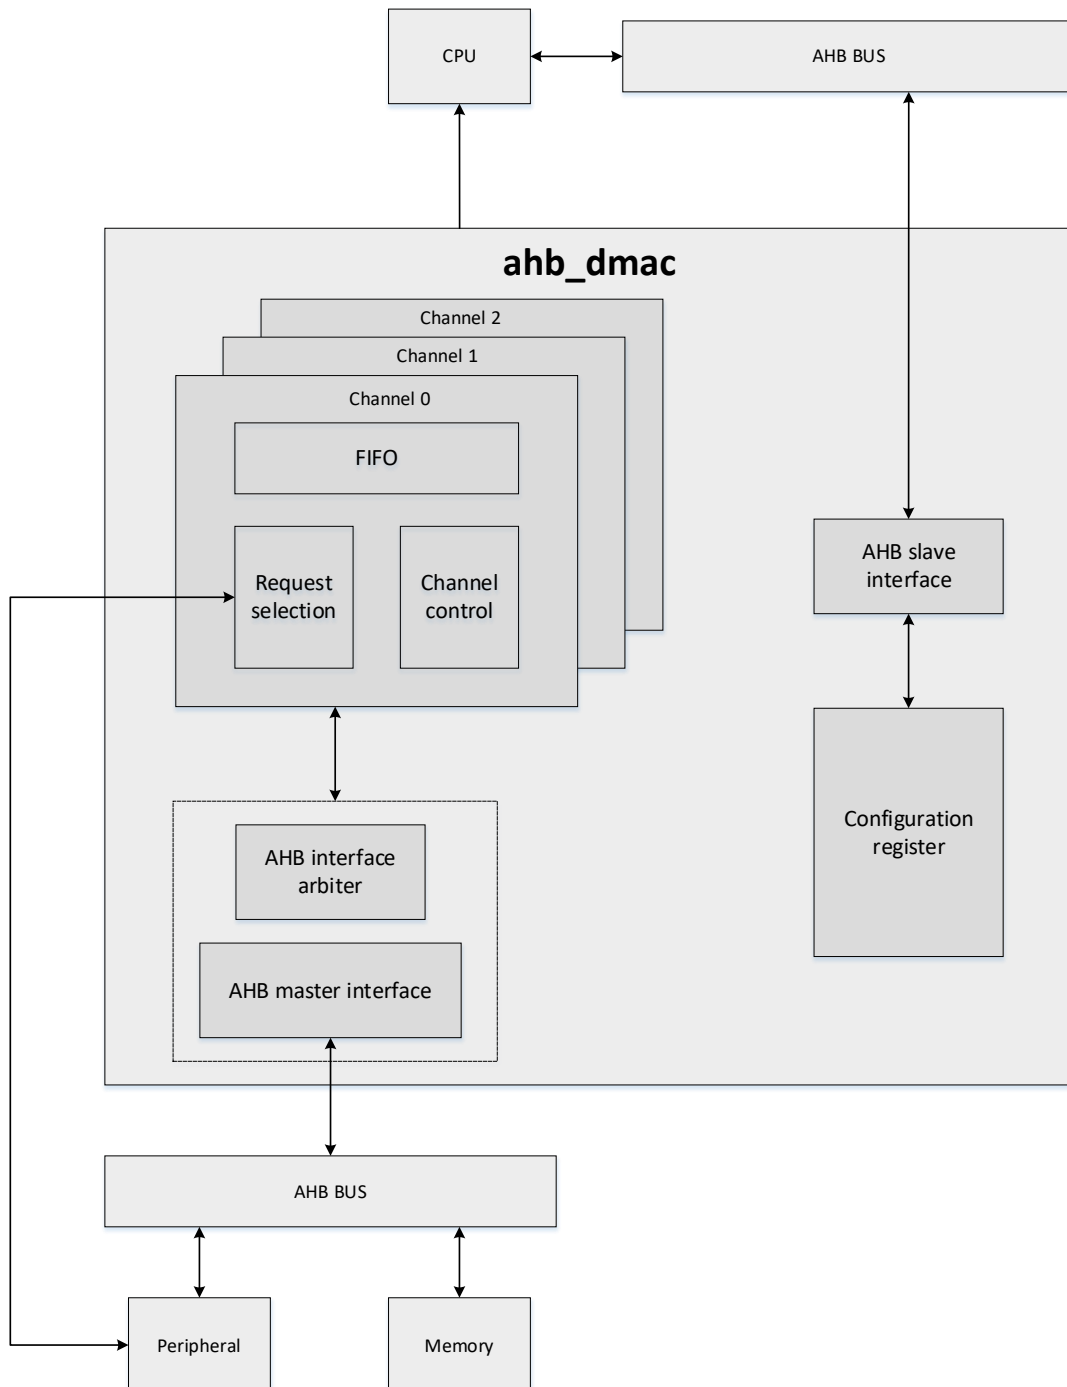 CPU
AHB BUS
ahb_dmac
Channel 2
Channel 1
Channel 0
FIFO
Request
selection
Channel
control
AHB slave
interface
Configuration
register
AHB interface
arbiter
AHB master interface
AHB BUS
Peripheral
Memory